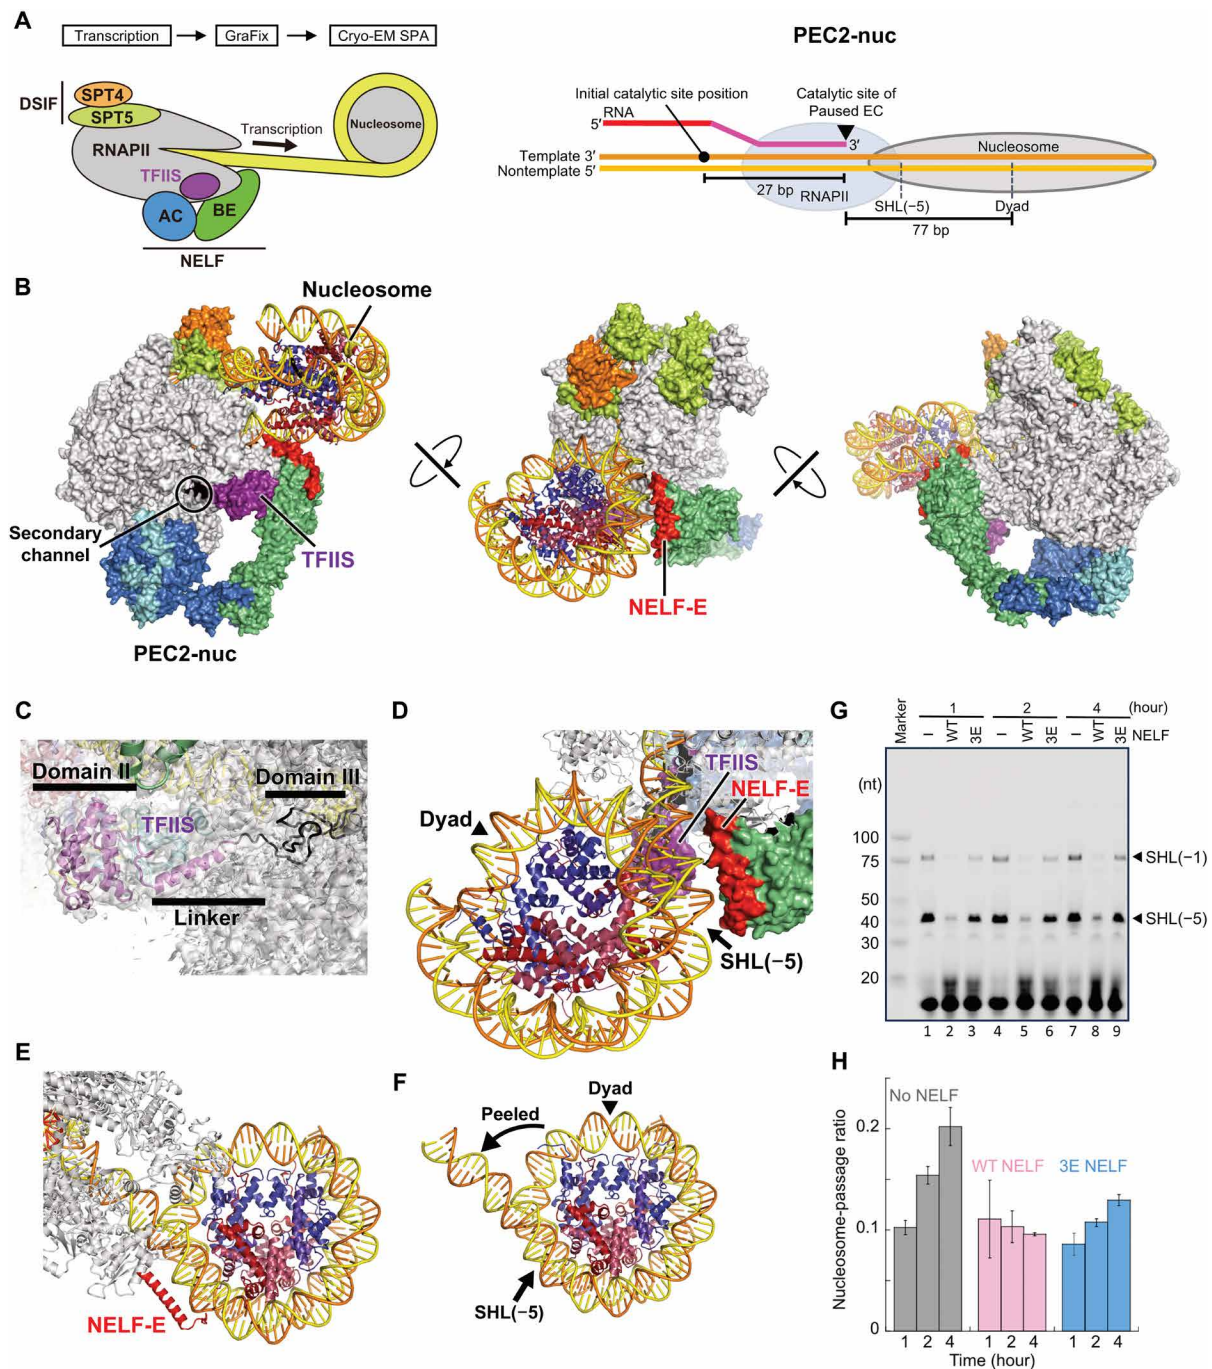 A
Transcription
GraFix
Cryo-EM SPA
DSIF
SPT4
SPT5
RNAPII
Transcription
Nucleosome
TFIIS
AC
BE
NELF
PEC2-nuc
Initial catalytic site position
Catalytic site of
Paused EC
RNA
5′
3′
Template 3′
Nontemplate 5′
Nucleosome
27 bp
RNAPII
SHL(−5)
Dyad
77 bp
B
Nucleosome
Secondary
channel
TFIIS
PEC2-nuc
NELF-E
C
Domain II
Domain III
TFIIS
Linker
D
TFIIS
NELF-E
Dyad
SHL(−5)
E
NELF-E
F
Dyad
Peeled
SHL(−5)
G
Marker
1 2 4 (hour)
– WT 3E – WT 3E – WT 3E NELF
(nt)
100
75
50
40
30
20
SHL(−1)
SHL(−5)
1 2 3 4 5 6 7 8 9
H
No NELF
WT NELF
3E NELF
Nucleosome-passage ratio
0.2
0.1
0
1 2 4 1 2 4 1 2 4
Time (hour)